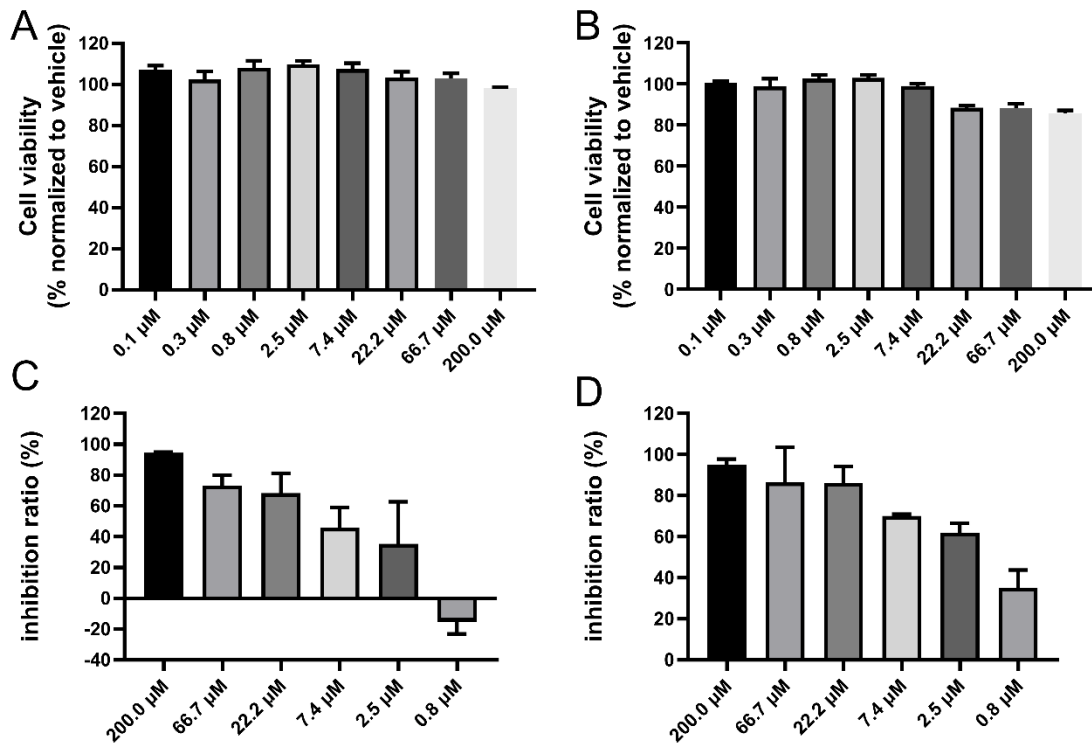 A
Cell viability
(% normalized to vehicle)
120
100
80
60
40
20
0
0.1 µM
0.3 µM
0.8 µM
2.5 µM
7.4 µM
22.2 µM
66.7 µM
200.0 µM
B
Cell viability
(% normalized to vehicle)
120
100
80
60
40
20
0
0.1 µM
0.3 µM
0.8 µM
2.5 µM
7.4 µM
22.2 µM
66.7 µM
200.0 µM
C
inhibition ratio (%)
120
100
80
60
40
20
0
-20
-40
200.0 µM
66.7 µM
22.2 µM
7.4 µM
2.5 µM
0.8 µM
D
inhibition ratio (%)
120
100
80
60
40
20
0
200.0 µM
66.7 µM
22.2 µM
7.4 µM
2.5 µM
0.8 µM